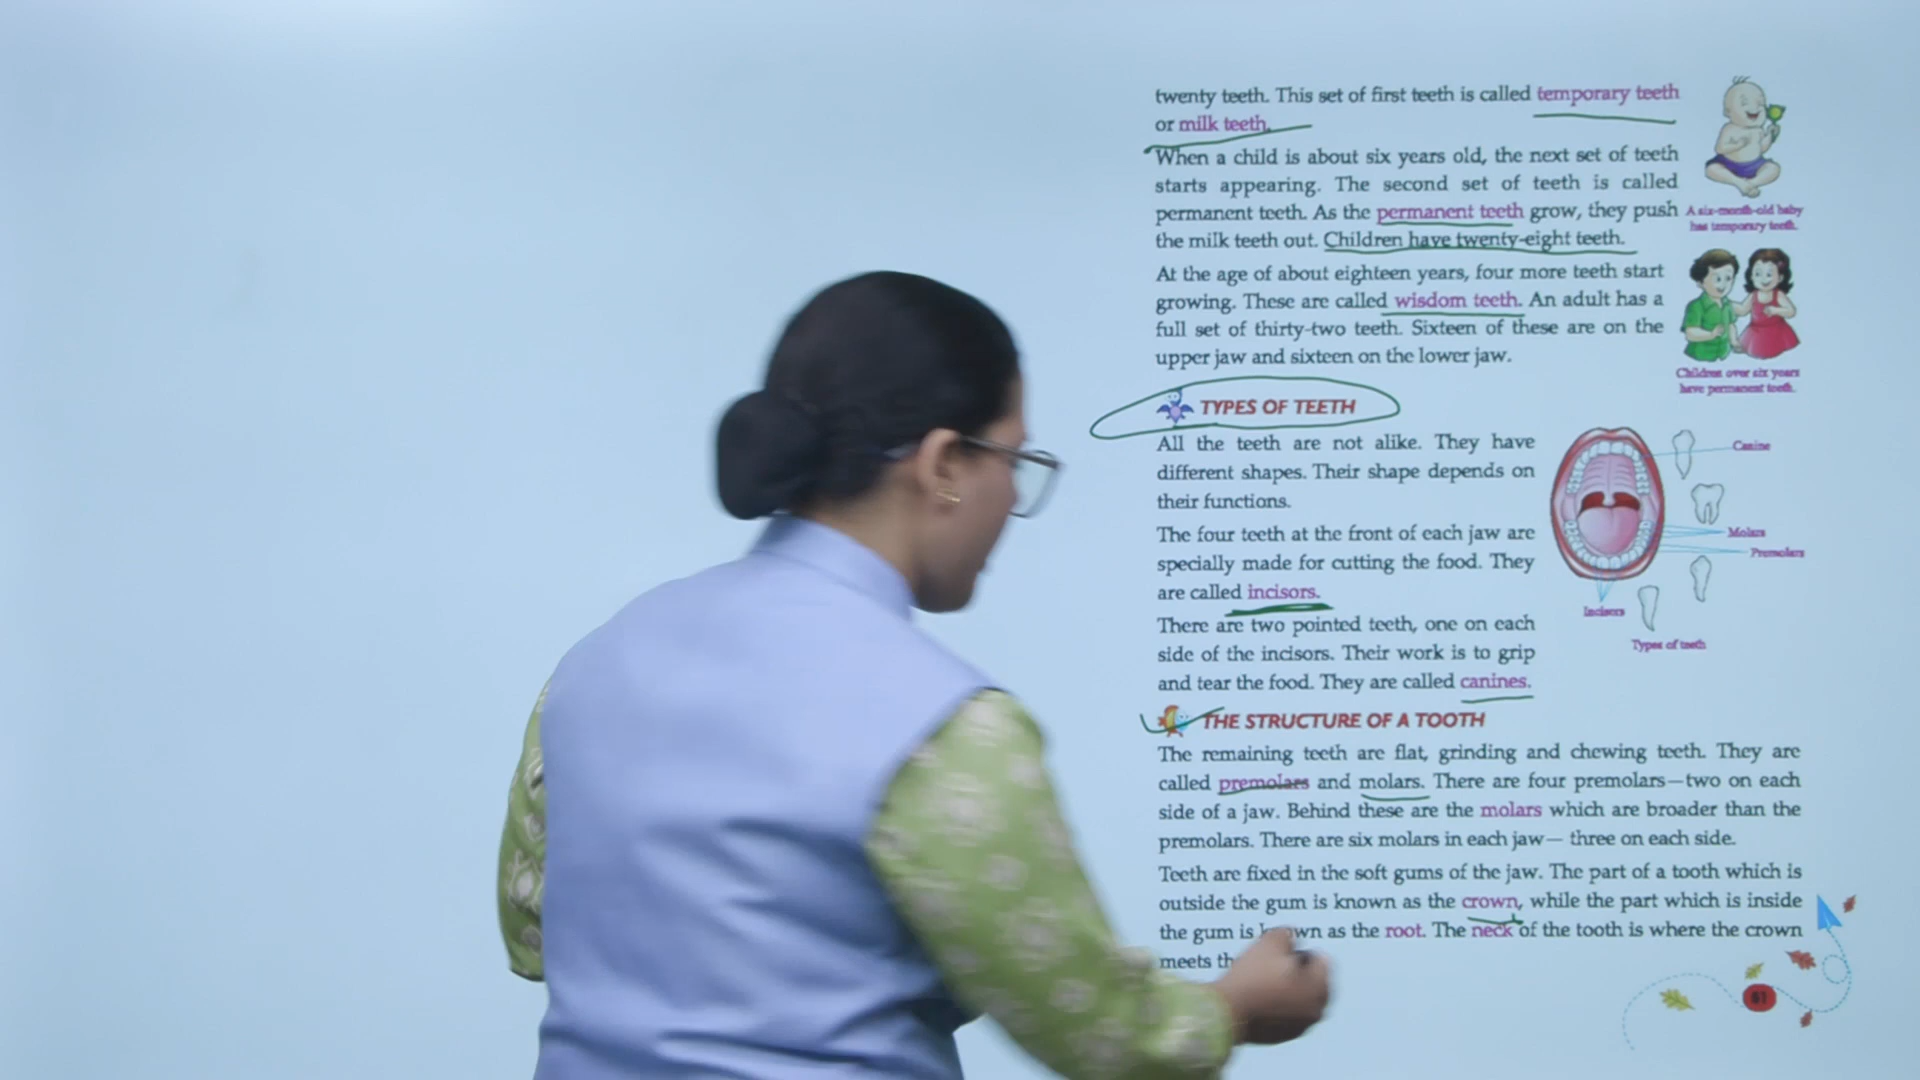 twenty teeth. This set of first teeth is called temporary teeth
or milk teeth.
When a child is about six years old, the next set of teeth
starts appearing. The second set of teeth is called
permanent teeth. As the permanent teeth grow, they push
the milk teeth out. Children have twenty-eight teeth.
A six-month-old baby
has temporary teeth.
At the age of about eighteen years, four more teeth start
growing. These are called wisdom teeth. An adult has a
full set of thirty-two teeth. Sixteen of these are on the
upper jaw and sixteen on the lower jaw.
Children over six years
have permanent teeth.
TYPES OF TEETH
All the teeth are not alike. They have
different shapes. Their shape depends on
their functions.
The four teeth at the front of each jaw are
specially made for cutting the food. They
are called incisors.
There are two pointed teeth, one on each
side of the incisors. Their work is to grip
and tear the food. They are called canines.
Canine
Molars
Premolars
Incisors
Types of teeth
THE STRUCTURE OF A TOOTH
The remaining teeth are flat, grinding and chewing teeth. They are
called premolars and molars. There are four premolars—two on each
side of a jaw. Behind these are the molars which are broader than the
premolars. There are six molars in each jaw— three on each side.
Teeth are fixed in the soft gums of the jaw. The part of a tooth which is
outside the gum is known as the crown, while the part which is inside
the gum is known as the root. The neck of the tooth is where the crown
meets